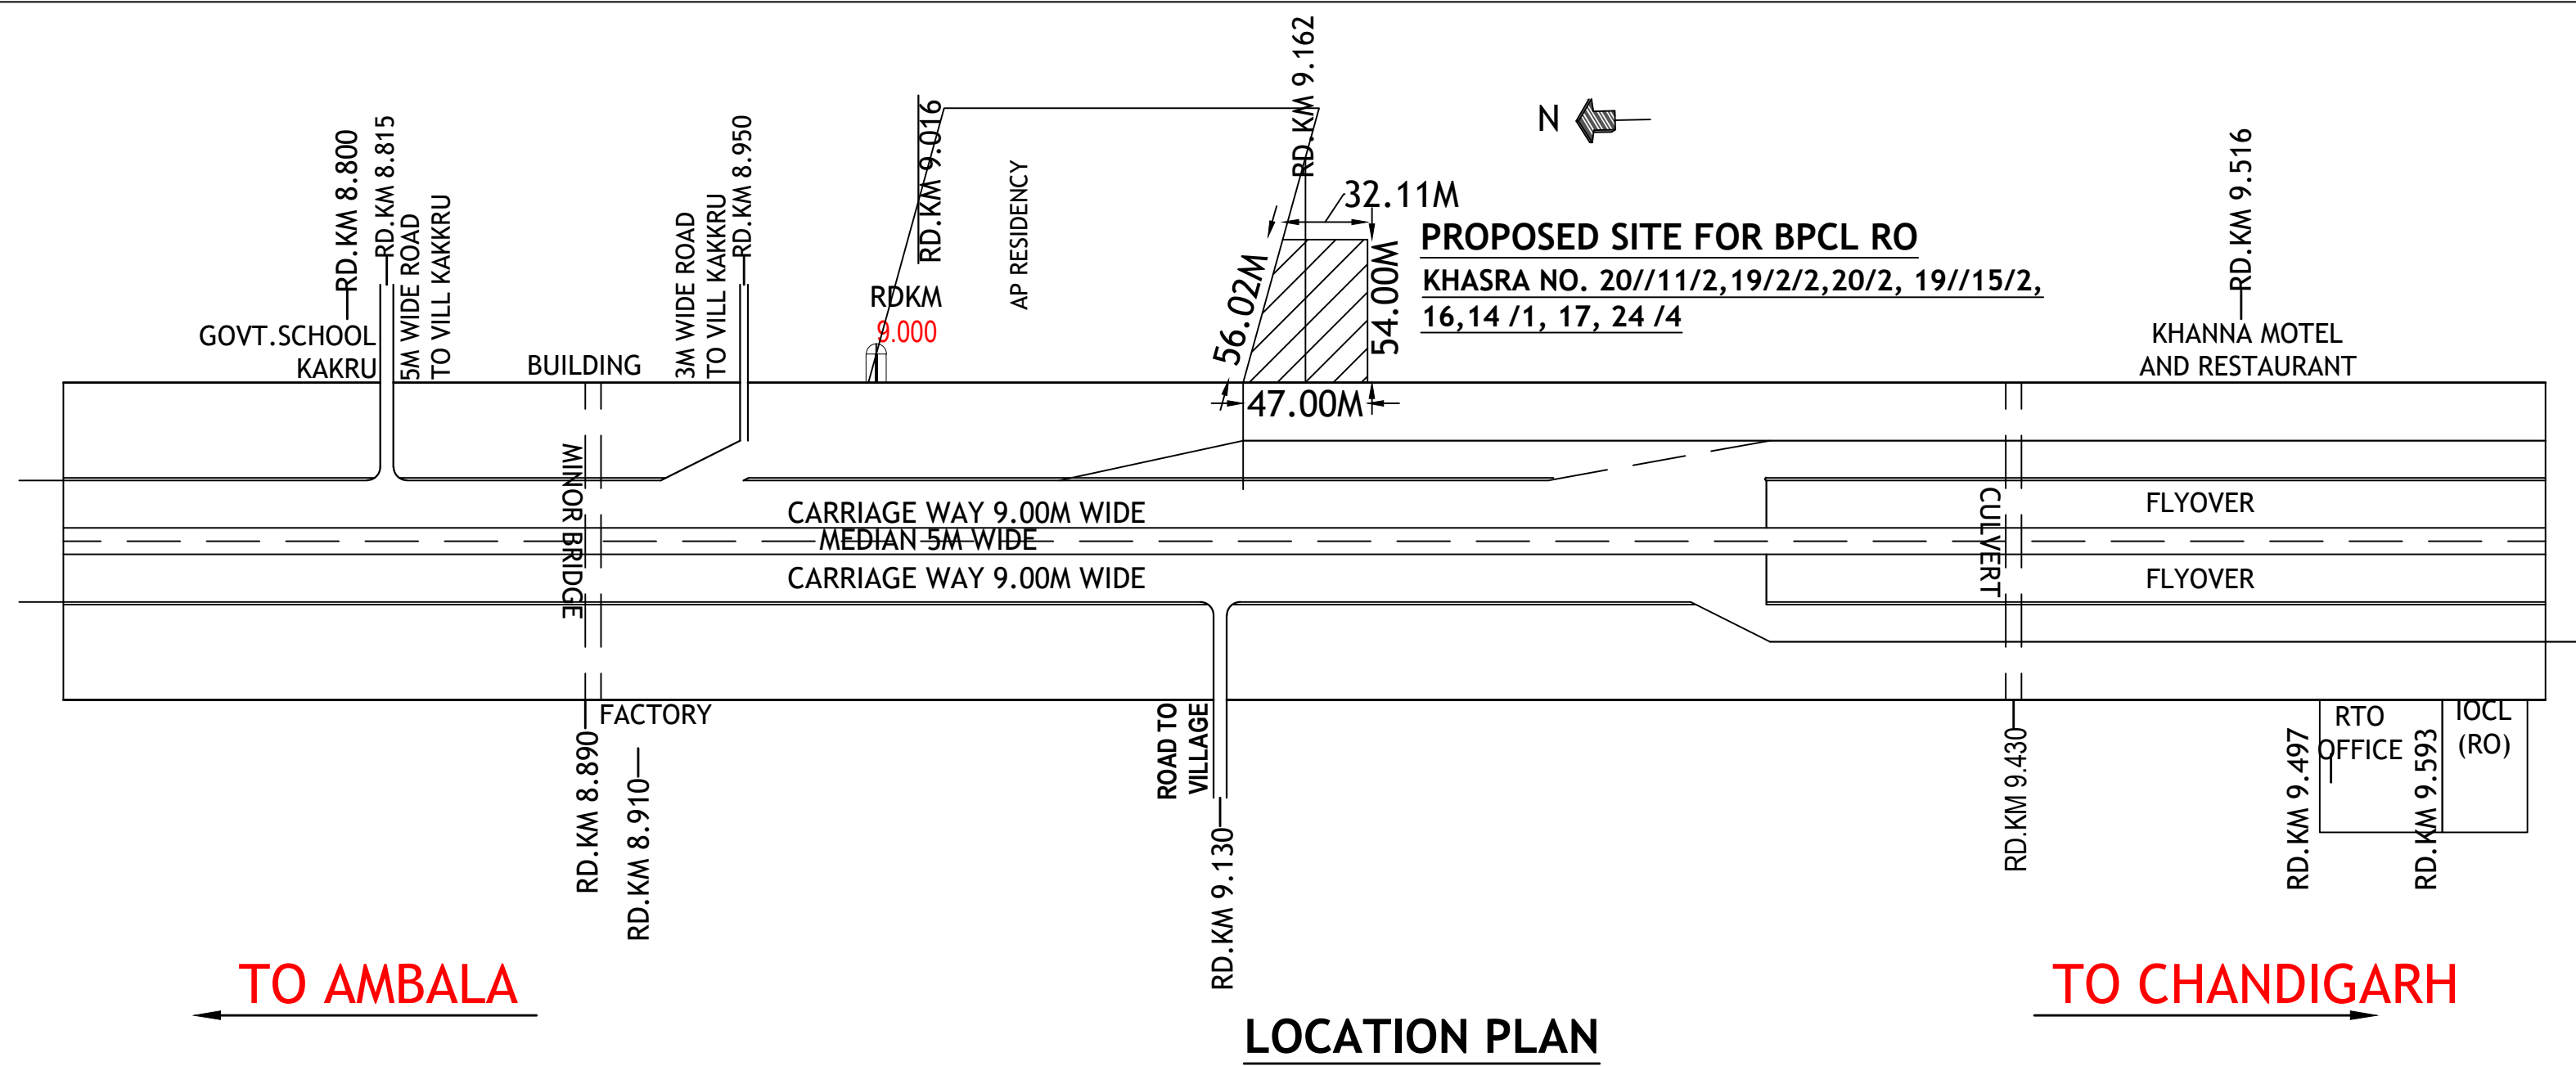 RD.KM 8.800
RD.KM 8.815
5M WIDE ROAD
TO VILL KAKKRU
GOVT.SCHOOL
KAKRU
BUILDING
3M WIDE ROAD
TO VILL KAKKRU
RD.KM 8.950
RDKM
9.000
RD.KM 9.016
AP RESIDENCY
RD.KM 9.162
N
32.11M
56.02M
54.00M
47.00M
PROPOSED SITE FOR BPCL RO
KHASRA NO. 20//11/2,19/2/2,20/2, 19//15/2,
16,14 /1, 17, 24 /4
RD.KM 9.516
KHANNA MOTEL
AND RESTAURANT
MINOR BRIDGE
CARRIAGE WAY 9.00M WIDE
MEDIAN 5M WIDE
CARRIAGE WAY 9.00M WIDE
CULVERT
FLYOVER
FLYOVER
FACTORY
RD.KM 8.890
RD.KM 8.910
ROAD TO
VILLAGE
RD.KM 9.130
RD.KM 9.430
RD.KM 9.497
RTO
OFFICE
RD.KM 9.593
IOCL
(RO)
TO AMBALA
TO CHANDIGARH
LOCATION PLAN